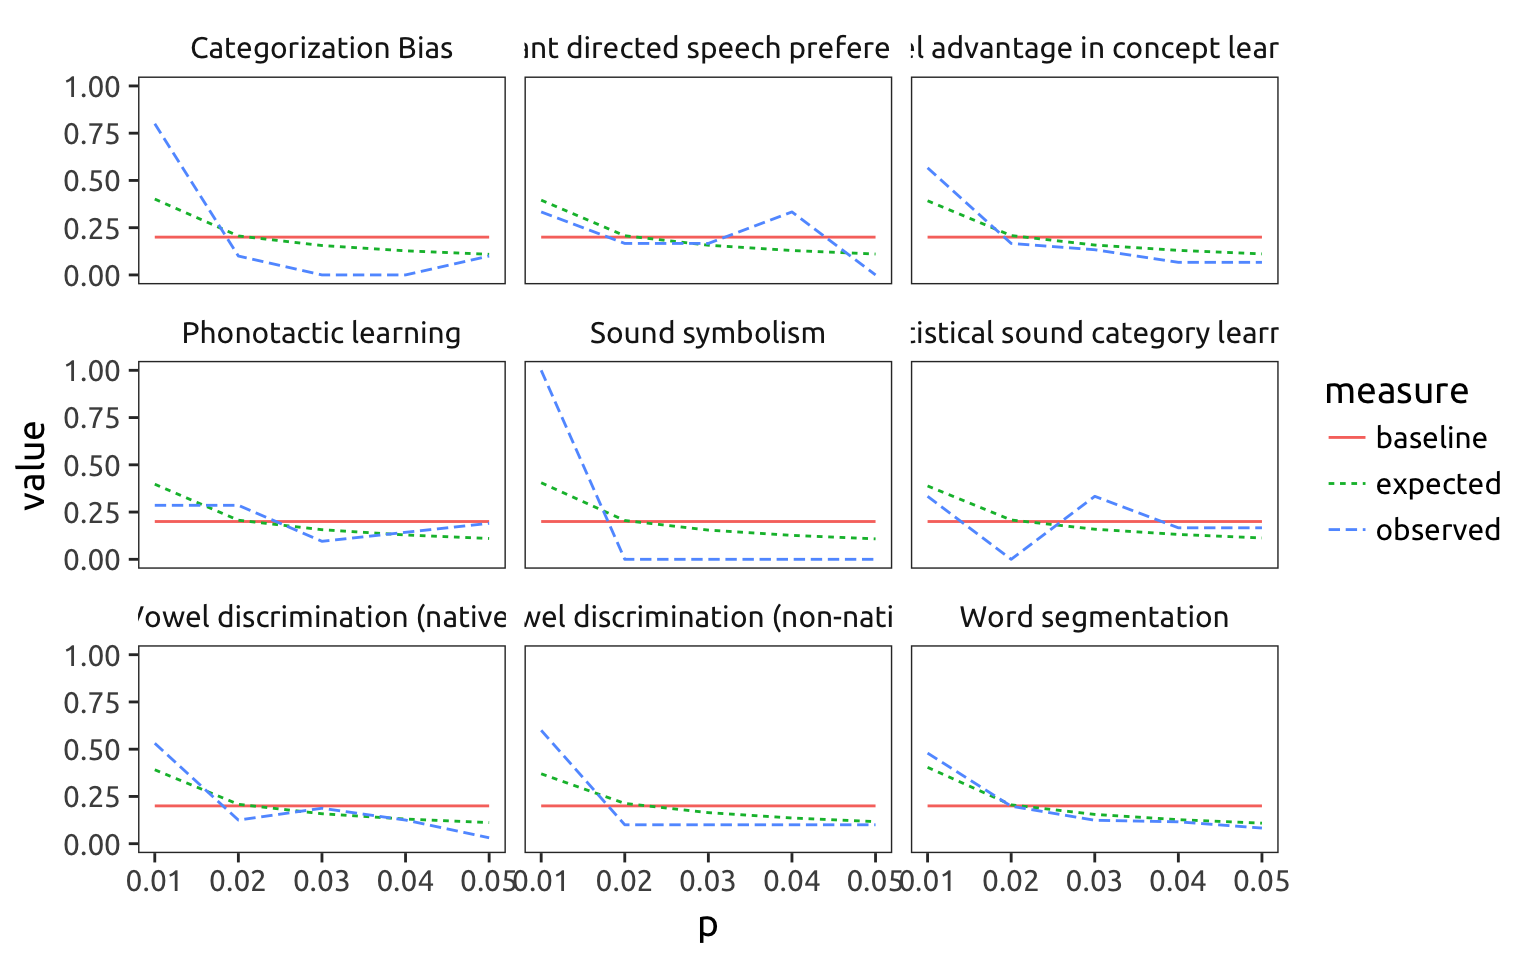 Categorization Bias
ant directed speech prefere
el advantage in concept lear
1.00
0.75
0.50
0.25
0.00
Phonotactic learning
Sound symbolism
tistical sound category learr
1.00
0.75
0.50
0.25
0.00
Vowel discrimination (native
wel discrimination (non-nati
Word segmentation
1.00
0.75
0.50
0.25
0.00
0.01 0.02 0.03 0.04 0.05
0.01 0.02 0.03 0.04 0.05
0.01 0.02 0.03 0.04 0.05
p
value
measure
baseline
expected
observed